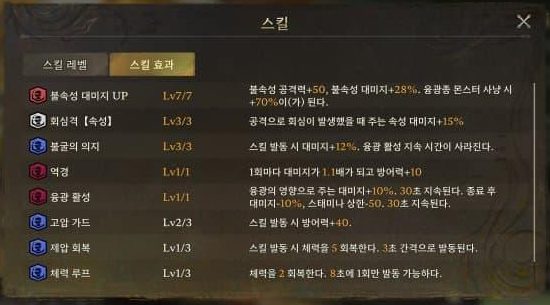 스킬
스킬 레벨 스킬 효과
불속성 대미지 UP Lv7/7 불속성 공격력+50, 불속성 대미지+28%. 융광종 몬스터 사냥 시
+70%이(가) 된다.
회심격【속성】 Lv3/3 공격으로 회심이 발생했을 때 주는 속성 대미지+15%
불굴의 의지 Lv3/3 스킬 발동 시 대미지+12%. 융광 활성 지속 시간이 사라진다.
역경 Lv1/1 1회마다 대미지가 1.1배가 되고 방어력+10
융광 활성 Lv1/1 융광의 영향으로 주는 대미지+10%. 30초 지속된다. 종료 후
대미지-10%, 스태미나 상한-50. 30초 지속된다.
고압 가드 Lv2/3 스킬 발동 시 방어력+40.
제압 회복 Lv1/3 스킬 발동 시 체력을 5 회복한다. 3초 간격으로 발동된다.
체력 루프 Lv1/3 체력을 2 회복한다. 8초에 1회만 발동 가능하다.